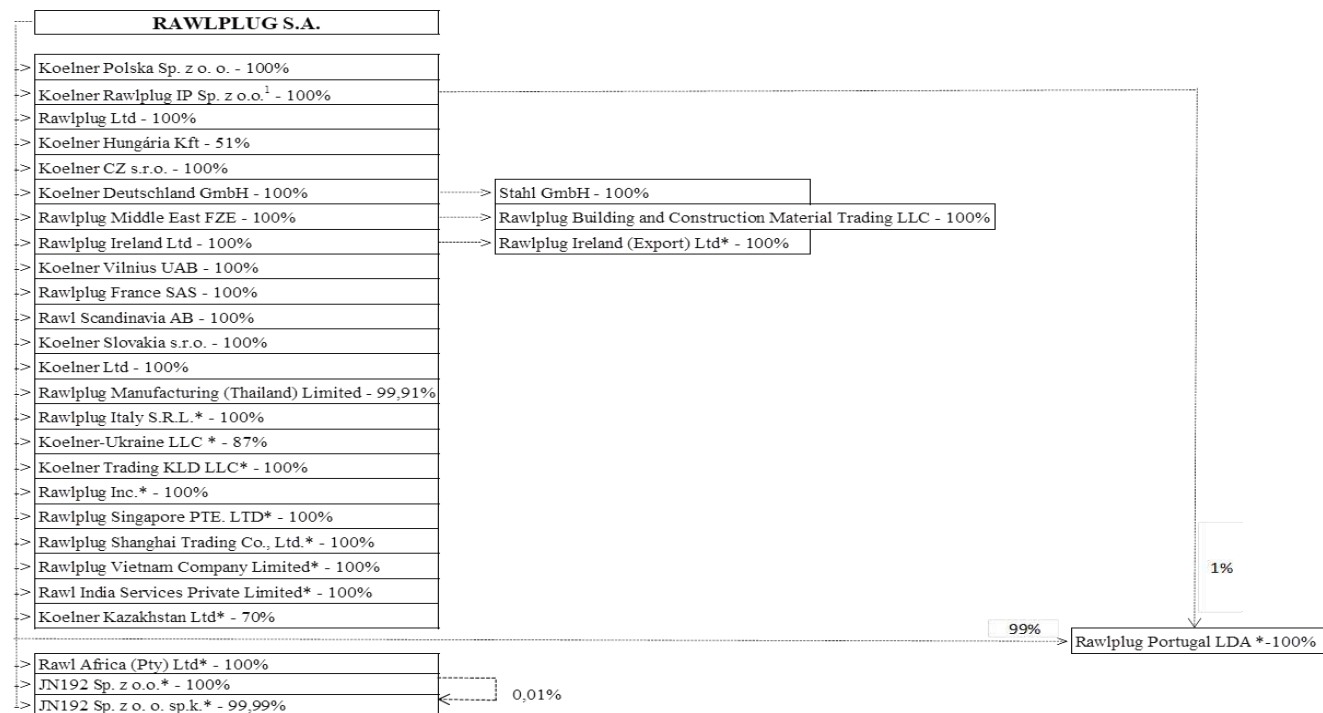 RAWLPLUG S.A.
Koelner Polska Sp. z o. o. - 100%
Koelner Rawlplug IP Sp. z o.o.¹ - 100%
Rawlplug Ltd - 100%
Koelner Hungária Kft - 51%
Koelner CZ s.r.o. - 100%
Koelner Deutschland GmbH - 100%
Stahl GmbH - 100%
Rawlplug Middle East FZE - 100%
Rawlplug Building and Construction Material Trading LLC - 100%
Rawlplug Ireland Ltd - 100%
Rawlplug Ireland (Export) Ltd* - 100%
Koelner Vilnius UAB - 100%
Rawlplug France SAS - 100%
Rawl Scandinavia AB - 100%
Koelner Slovakia s.r.o. - 100%
Koelner Ltd - 100%
Rawlplug Manufacturing (Thailand) Limited - 99,91%
Rawlplug Italy S.R.L.* - 100%
Koelner-Ukraine LLC * - 87%
Koelner Trading KLD LLC* - 100%
Rawlplug Inc.* - 100%
Rawlplug Singapore PTE. LTD* - 100%
Rawlplug Shanghai Trading Co., Ltd.* - 100%
Rawlplug Vietnam Company Limited* - 100%
1%
Rawl India Services Private Limited* - 100%
Koelner Kazakhstan Ltd* - 70%
99%
Rawlplug Portugal LDA *-100%
Rawl Africa (Pty) Ltd* - 100%
JN192 Sp. z o.o.* - 100%
0,01%
JN192 Sp. z o. o. sp.k.* - 99,99%